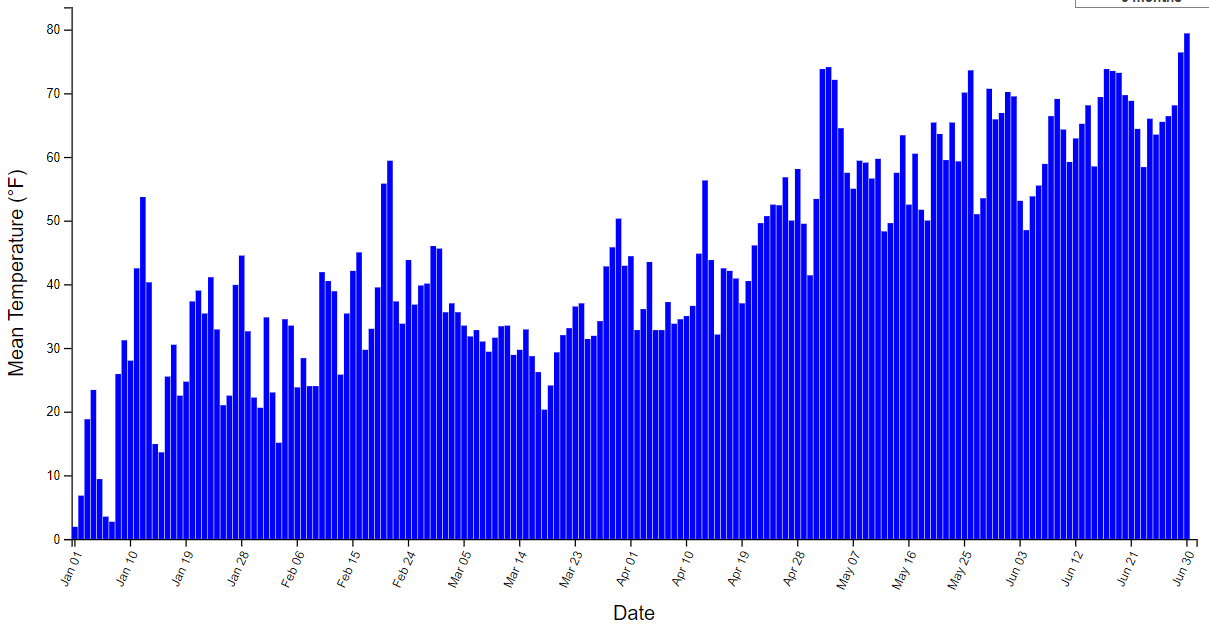 80
70
60
50
40
30
20
10
0
Mean Temperature (°F)
Jan 01
Jan 10
Jan 19
Jan 28
Feb 06
Feb 15
Feb 24
Mar 05
Mar 14
Mar 23
Apr 01
Apr 10
Apr 19
Apr 28
May 07
May 16
May 25
Jun 03
Jun 12
Jun 21
Jun 30
Date